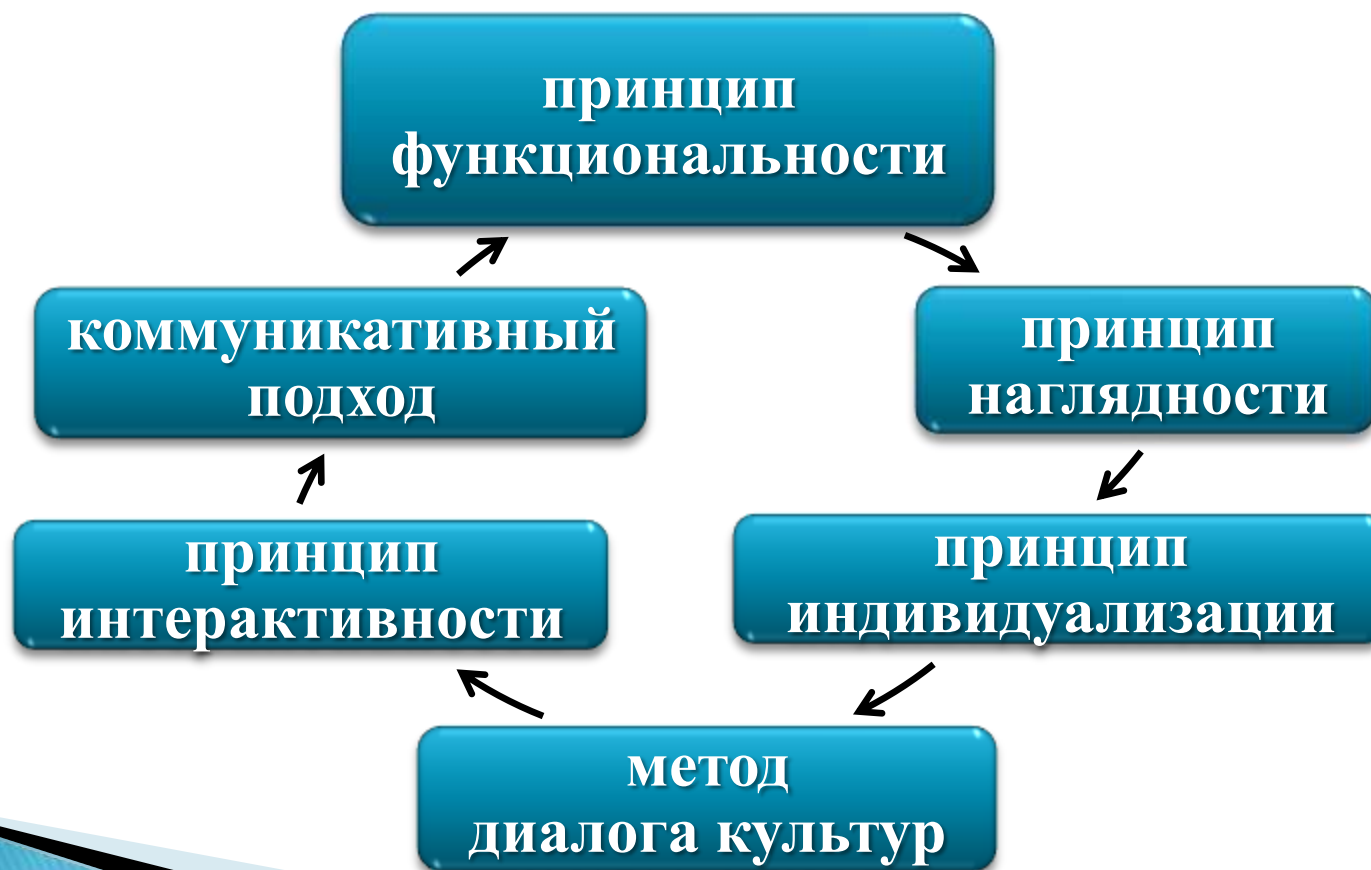 принцип
функциональности
коммуникативный
подход
принцип
наглядности
принцип
интерактивности
принцип
индивидуализации
метод
диалога культур